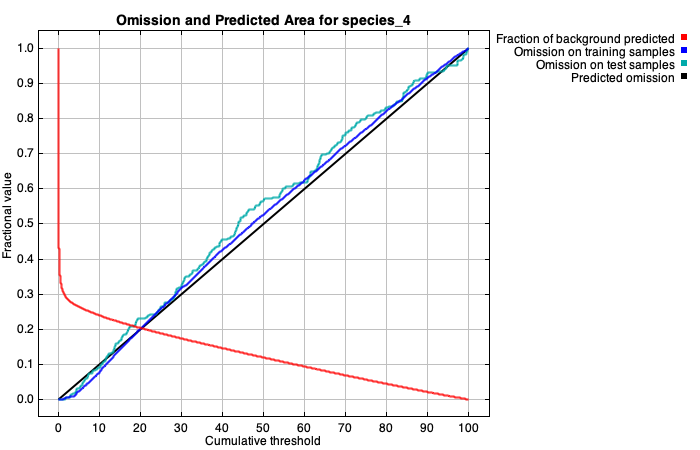 Omission and Predicted Area for species_4
Fraction of background predicted
Omission on training samples
Omission on test samples
Predicted omission
Fractional value
1.0
0.9
0.8
0.7
0.6
0.5
0.4
0.3
0.2
0.1
0.0
0 10 20 30 40 50 60 70 80 90 100
Cumulative threshold